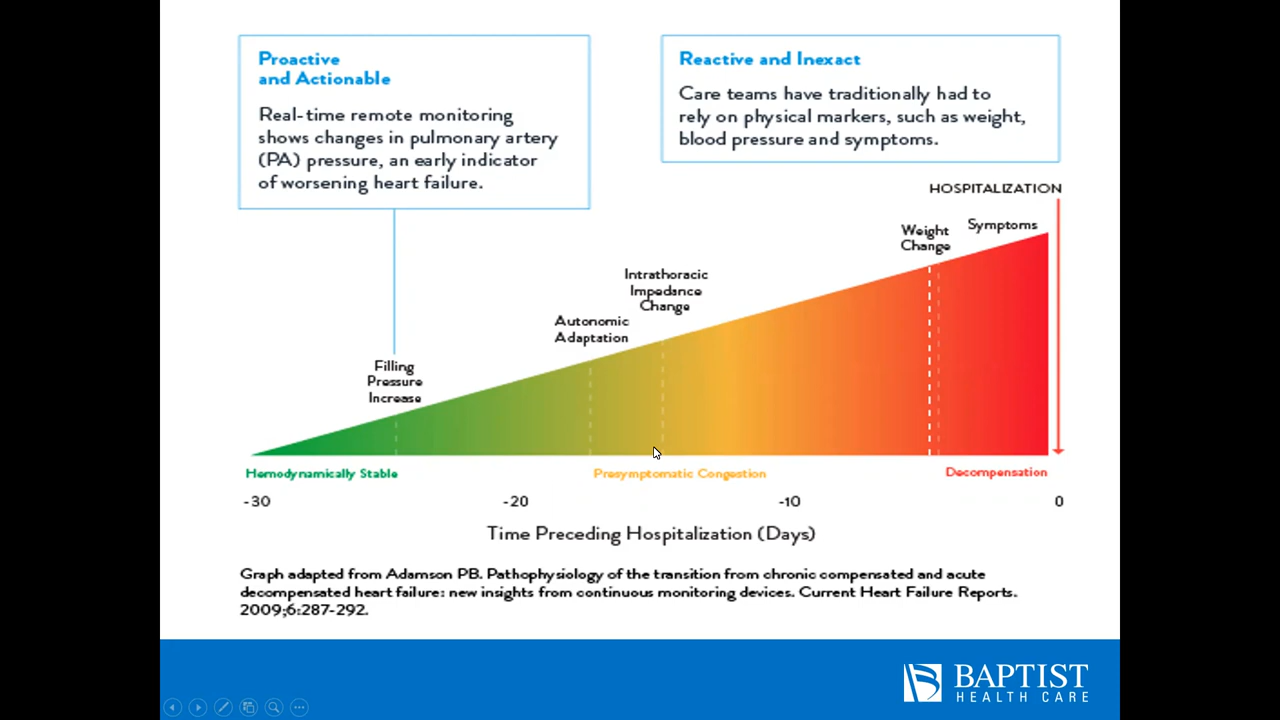 Proactive
and Actionable
Real-time remote monitoring
shows changes in pulmonary artery
(PA) pressure, an early indicator
of worsening heart failure.
Reactive and Inexact
Care teams have traditionally had to
rely on physical markers, such as weight,
blood pressure and symptoms.
HOSPITALIZATION
Symptoms
Weight
Change
Intrathoracic
Impedance
Change
Autonomic
Adaptation
Filling
Pressure
Increase
Hemodynamically Stable
Presymptomatic Congestion
Decompensation
-30
-20
-10
0
Time Preceding Hospitalization (Days)
Graph adapted from Adamson PB. Pathophysiology of the transition from chronic compensated and acute
decompensated heart failure: new insights from continuous monitoring devices. Current Heart Failure Reports.
2009;6:287-292.
BAPTIST
HEALTH CARE